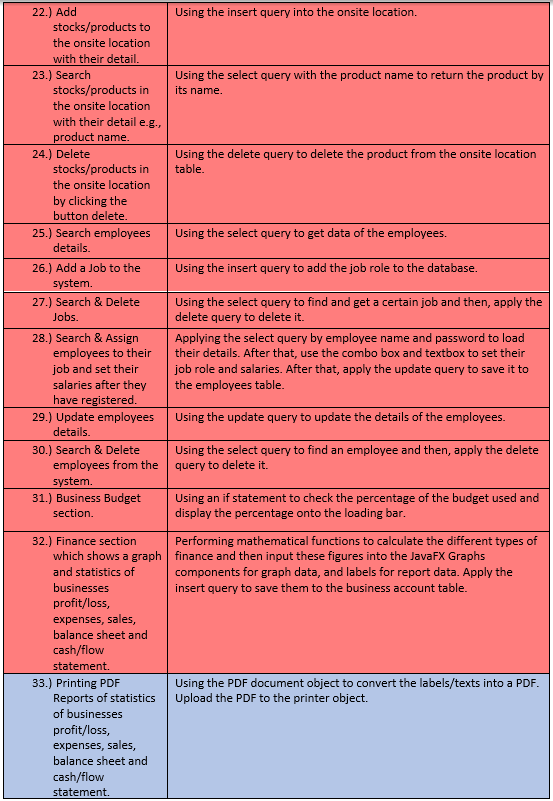 22.) Add
stocks/products to
the onsite location
with their detail.
Using the insert query into the onsite location.
23.) Search
stocks/products in
the onsite location
with their detail e.g.,
product name.
Using the select query with the product name to return the product by
its name.
24.) Delete
stocks/products in
the onsite location
by clicking the
button delete.
Using the delete query to delete the product from the onsite location
table.
25.) Search employees
details.
Using the select query to get data of the employees.
26.) Add a Job to the
system.
Using the insert query to add the job role to the database.
27.) Search & Delete
Jobs.
Using the select query to find and get a certain job and then, apply the
delete query to delete it.
28.) Search & Assign
employees to their
job and set their
salaries after they
have registered.
Applying the select query by employee name and password to load
their details. After that, use the combo box and textbox to set their
job role and salaries. After that, apply the update query to save it to
the employees table.
29.) Update employees
details.
Using the update query to update the details of the employees.
30.) Search & Delete
employees from the
system.
Using the select query to find an employee and then, apply the delete
query to delete it.
31.) Business Budget
section.
Using an if statement to check the percentage of the budget used and
display the percentage onto the loading bar.
32.) Finance section
which shows a graph
and statistics of
businesses
profit/loss,
expenses, sales,
balance sheet and
cash/flow
statement.
Performing mathematical functions to calculate the different types of
finance and then input these figures into the JavaFX Graphs
components for graph data, and labels for report data. Apply the
insert query to save them to the business account table.
33.) Printing PDF
Reports of statistics
of businesses
profit/loss,
expenses, sales,
balance sheet and
cash/flow
statement.
Using the PDF document object to convert the labels/texts into a PDF.
Upload the PDF to the printer object.